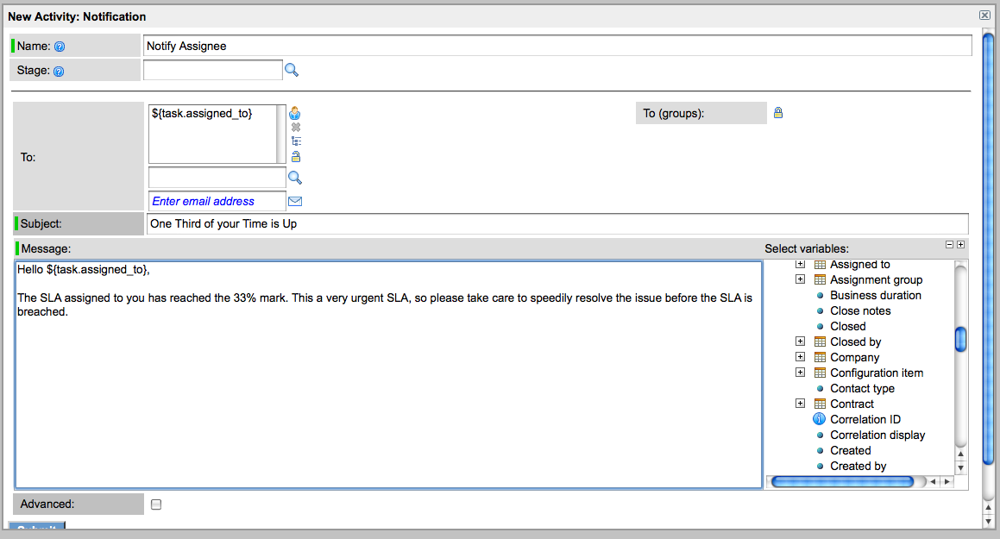 New Activity: Notification
Name:
Notify Assignee
Stage:
To:
${task.assigned_to}
To (groups):
Enter email address
Subject:
One Third of your Time is Up
Message:
Select variables:
Hello ${task.assigned_to},
The SLA assigned to you has reached the 33% mark. This a very urgent SLA, so please take care to speedily resolve the issue before the SLA is
breached.
Assigned to
Assignment group
Business duration
Close notes
Closed
Closed by
Company
Configuration item
Contact type
Contract
Correlation ID
Correlation display
Created
Created by
Advanced:
Submit